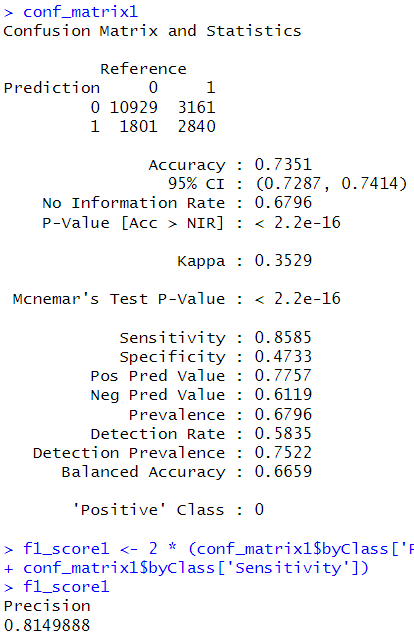 > conf_matrix1
Confusion Matrix and Statistics
Reference
Prediction 0 1
0 10929 3161
1 1801 2840
Accuracy : 0.7351
95% CI : (0.7287, 0.7414)
No Information Rate : 0.6796
P-Value [Acc > NIR] : < 2.2e-16
Kappa : 0.3529
Mcnemar's Test P-Value : < 2.2e-16
Sensitivity : 0.8585
Specificity : 0.4733
Pos Pred Value : 0.7757
Neg Pred Value : 0.6119
Prevalence : 0.6796
Detection Rate : 0.5835
Detection Prevalence : 0.7522
Balanced Accuracy : 0.6659
'Positive' Class : 0
> f1_score1 <- 2 * (conf_matrix1$byClass['
+ conf_matrix1$byClass['Sensitivity'])
> f1_score1
Precision
0.8149888